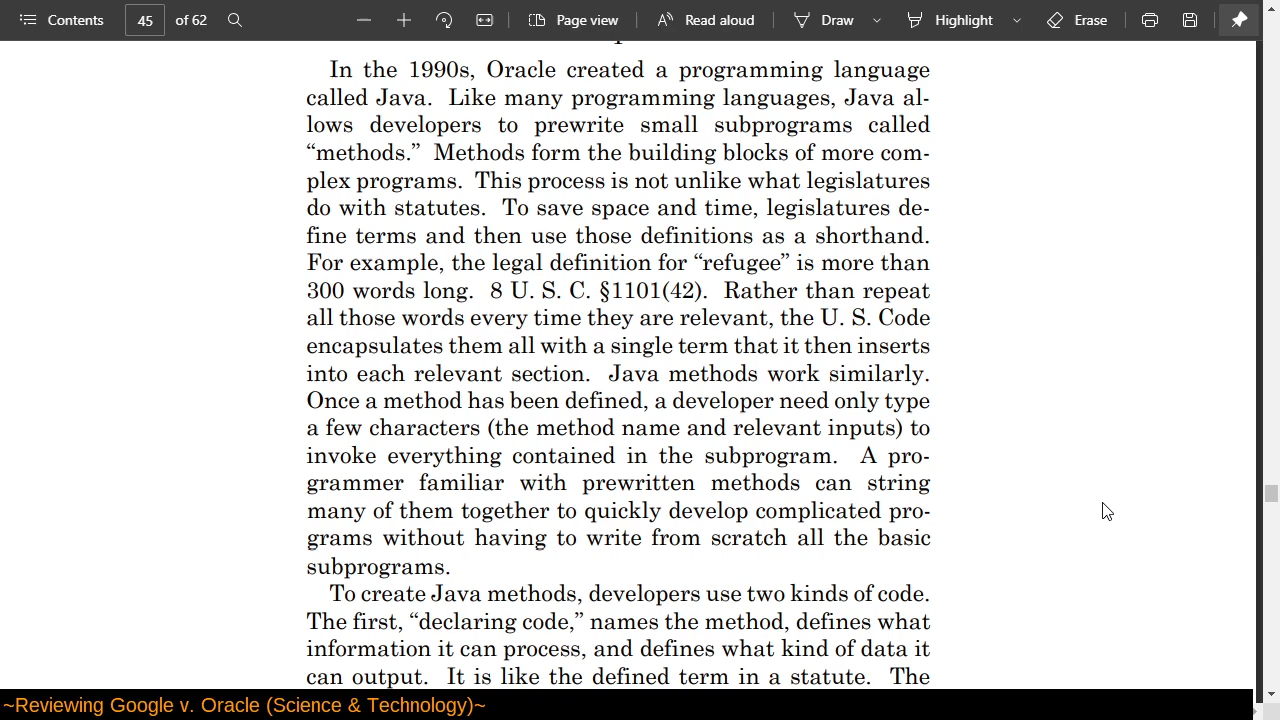 Contents 45 of 62 Page view Read aloud Draw Highlight Erase
In the 1990s, Oracle created a programming language
called Java. Like many programming languages, Java al-
lows developers to prewrite small subprograms called
“methods.” Methods form the building blocks of more com-
plex programs. This process is not unlike what legislatures
do with statutes. To save space and time, legislatures de-
fine terms and then use those definitions as a shorthand.
For example, the legal definition for “refugee” is more than
300 words long. 8 U. S. C. §1101(42). Rather than repeat
all those words every time they are relevant, the U. S. Code
encapsulates them all with a single term that it then inserts
into each relevant section. Java methods work similarly.
Once a method has been defined, a developer need only type
a few characters (the method name and relevant inputs) to
invoke everything contained in the subprogram. A pro-
grammer familiar with prewritten methods can string
many of them together to quickly develop complicated pro-
grams without having to write from scratch all the basic
subprograms.
To create Java methods, developers use two kinds of code.
The first, “declaring code,” names the method, defines what
information it can process, and defines what kind of data it
can output. It is like the defined term in a statute. The
~Reviewing Google v. Oracle (Science & Technology)~